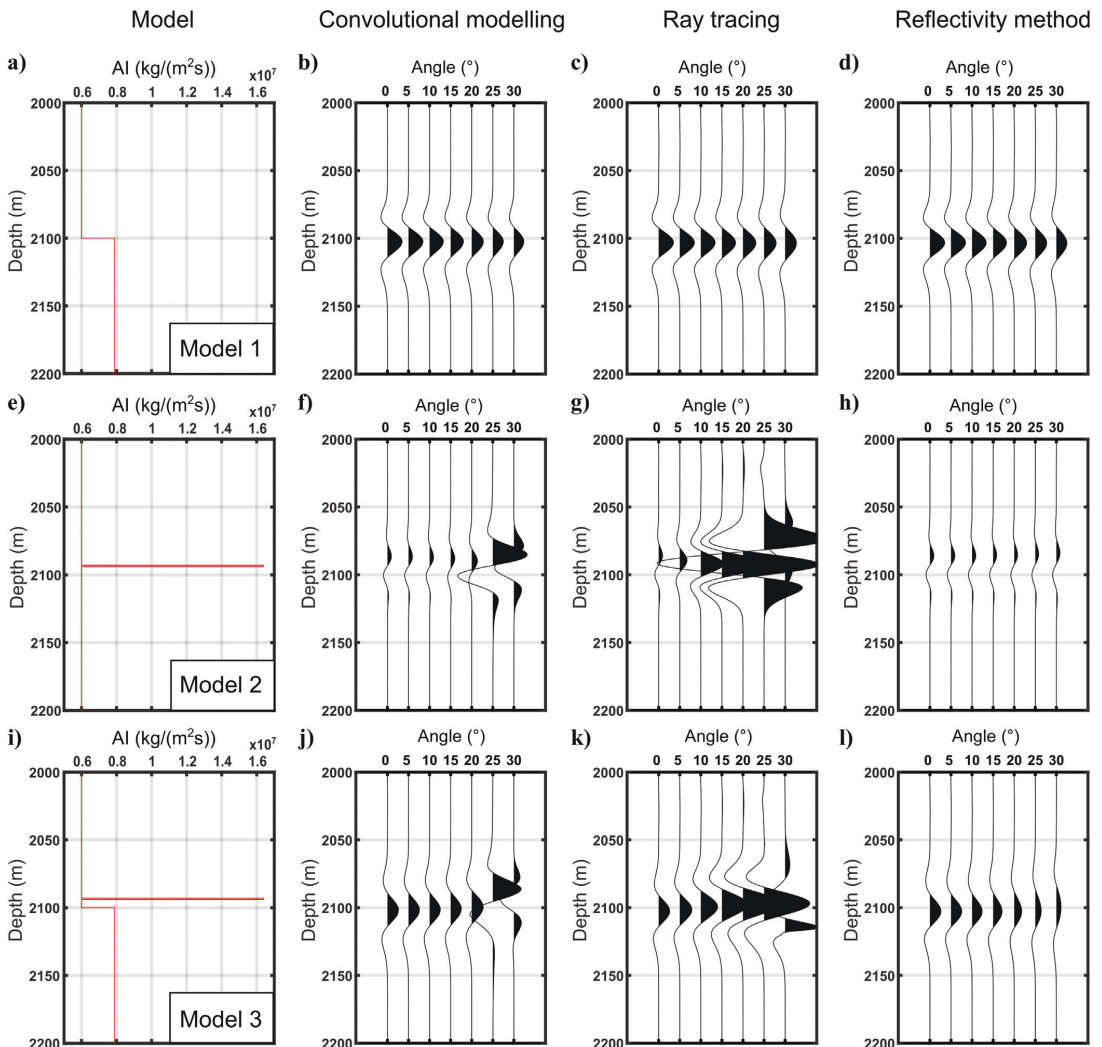 Model Convolutional modelling Ray tracing Reflectivity method
a) AI (kg/(m²s)) x10⁷
0.6 0.8 1 1.2 1.4 1.6
Depth (m)
2000
2050
2100
2150
2200
Model 1
b) Angle (°)
0 5 10 15 20 25 30
Depth (m)
2000
2050
2100
2150
2200
c) Angle (°)
0 5 10 15 20 25 30
Depth (m)
2000
2050
2100
2150
2200
d) Angle (°)
0 5 10 15 20 25 30
Depth (m)
2000
2050
2100
2150
2200
e) AI (kg/(m²s)) x10⁷
0.6 0.8 1 1.2 1.4 1.6
Depth (m)
2000
2050
2100
2150
2200
Model 2
f) Angle (°)
0 5 10 15 20 25 30
Depth (m)
2000
2050
2100
2150
2200
g) Angle (°)
0 5 10 15 20 25 30
Depth (m)
2000
2050
2100
2150
2200
h) Angle (°)
0 5 10 15 20 25 30
Depth (m)
2000
2050
2100
2150
2200
i) AI (kg/(m²s)) x10⁷
0.6 0.8 1 1.2 1.4 1.6
Depth (m)
2000
2050
2100
2150
2200
Model 3
j) Angle (°)
0 5 10 15 20 25 30
Depth (m)
2000
2050
2100
2150
2200
k) Angle (°)
0 5 10 15 20 25 30
Depth (m)
2000
2050
2100
2150
2200
l) Angle (°)
0 5 10 15 20 25 30
Depth (m)
2000
2050
2100
2150
2200